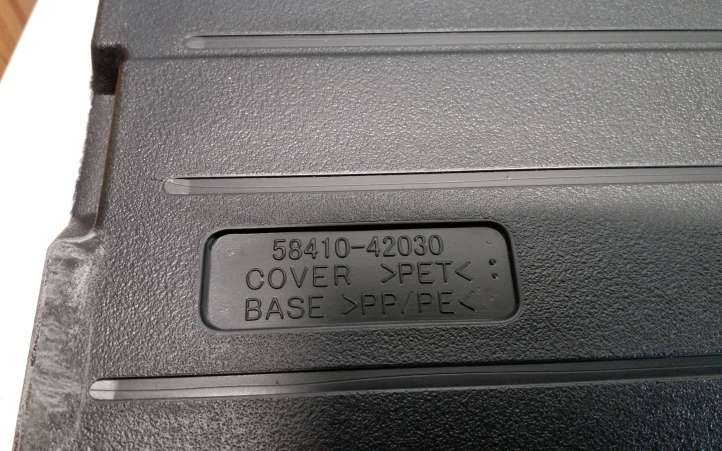 58410-42030
COVER >PET<
BASE >PP/PE<